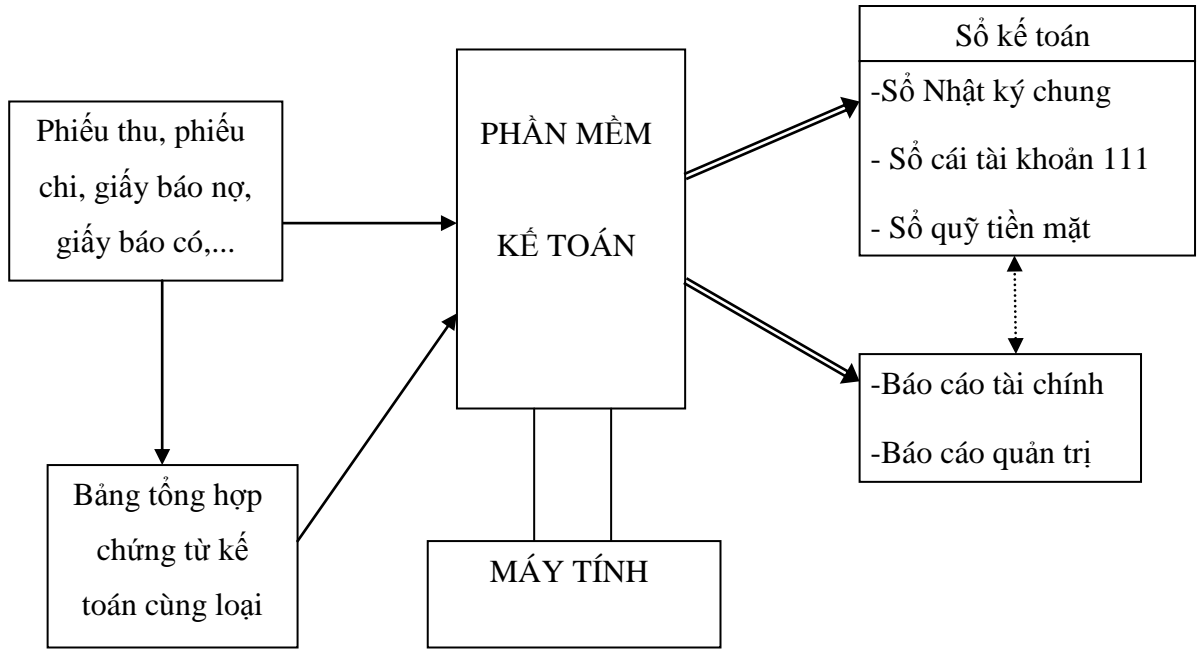 Phiếu thu, phiếu
chi, giấy báo nợ,
giấy báo có,...
Bảng tổng hợp
chứng từ kế
toán cùng loại
PHẦN MỀM
KẾ TOÁN
MÁY TÍNH
Sổ kế toán
-Sổ Nhật ký chung
- Sổ cái tài khoản 111
- Sổ quỹ tiền mặt
-Báo cáo tài chính
-Báo cáo quản trị